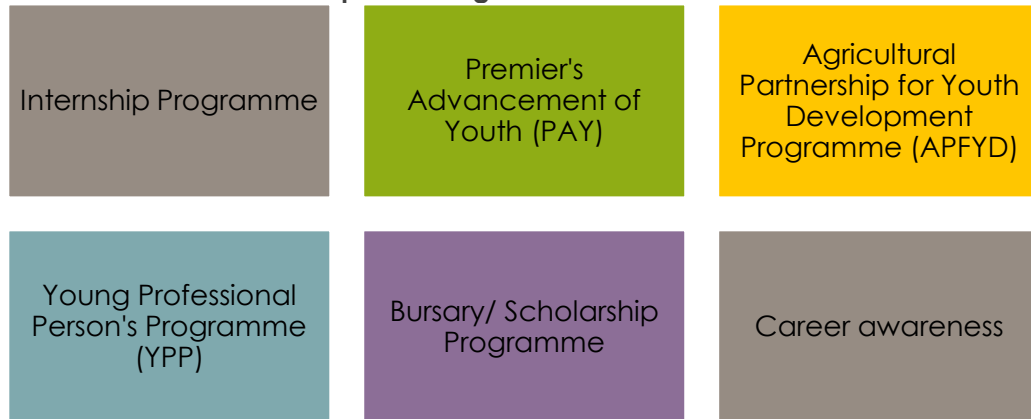 Internship Programme
Premier's
Advancement of
Youth (PAY)
Agricultural
Partnership for Youth
Development
Programme (APFYD)
Young Professional
Person's Programme
(YPP)
Bursary/ Scholarship
Programme
Career awareness